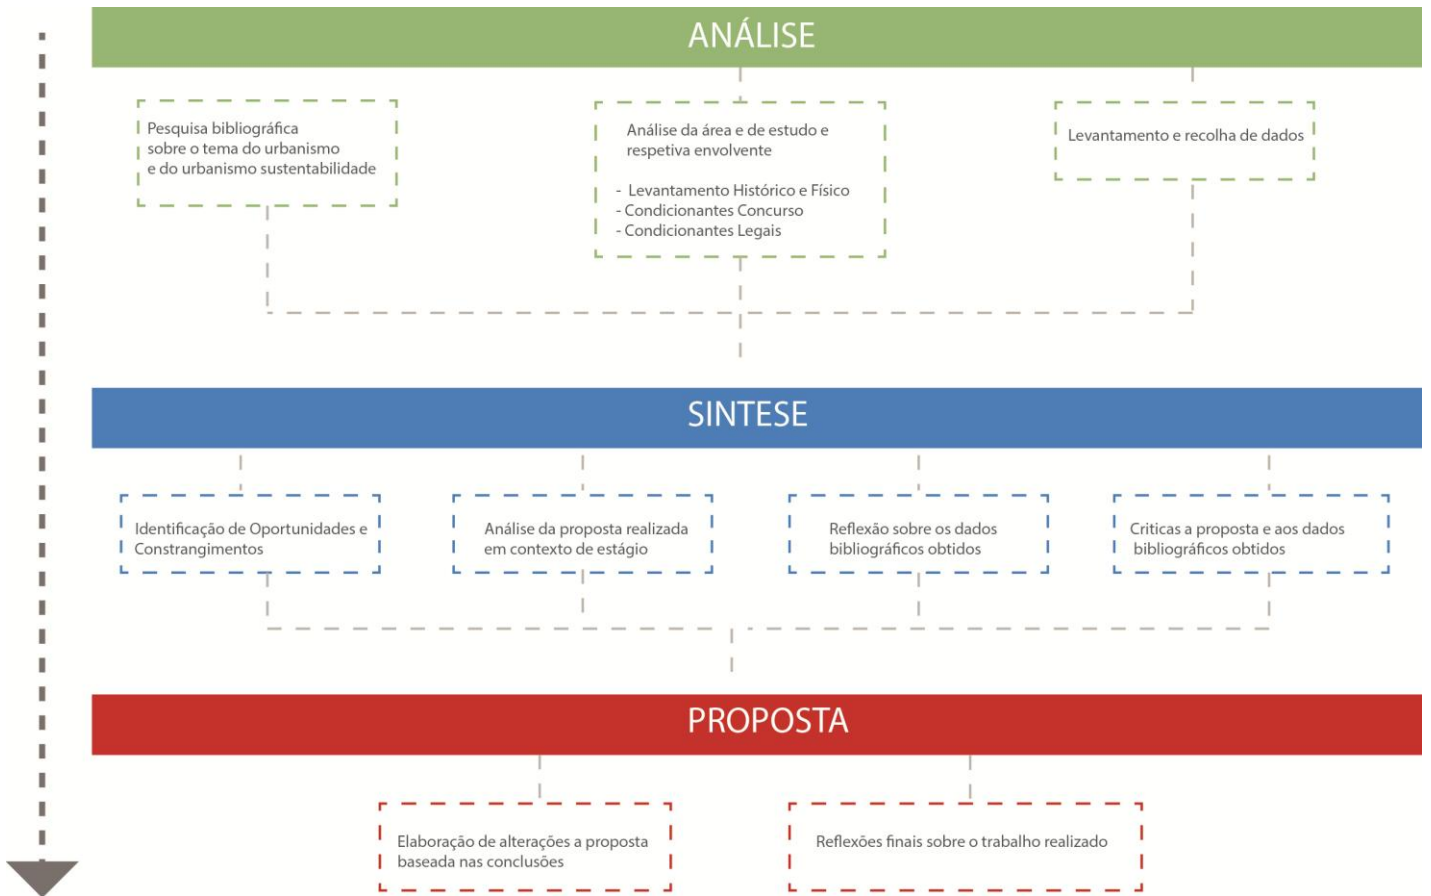 ANÁLISE
Pesquisa bibliográfica
sobre o tema do urbanismo
e do urbanismo sustentabilidade
Análise da área e de estudo e
respetiva envolvente
- Levantamento Histórico e Físico
- Condicionantes Concurso
- Condicionantes Legais
Levantamento e recolha de dados
SINTESE
Identificação de Oportunidades e
Constrangimentos
Análise da proposta realizada
em contexto de estágio
Reflexão sobre os dados
bibliográficos obtidos
Criticas a proposta e aos dados
bibliográficos obtidos
PROPOSTA
Elaboração de alterações a proposta
baseada nas conclusões
Reflexões finais sobre o trabalho realizado